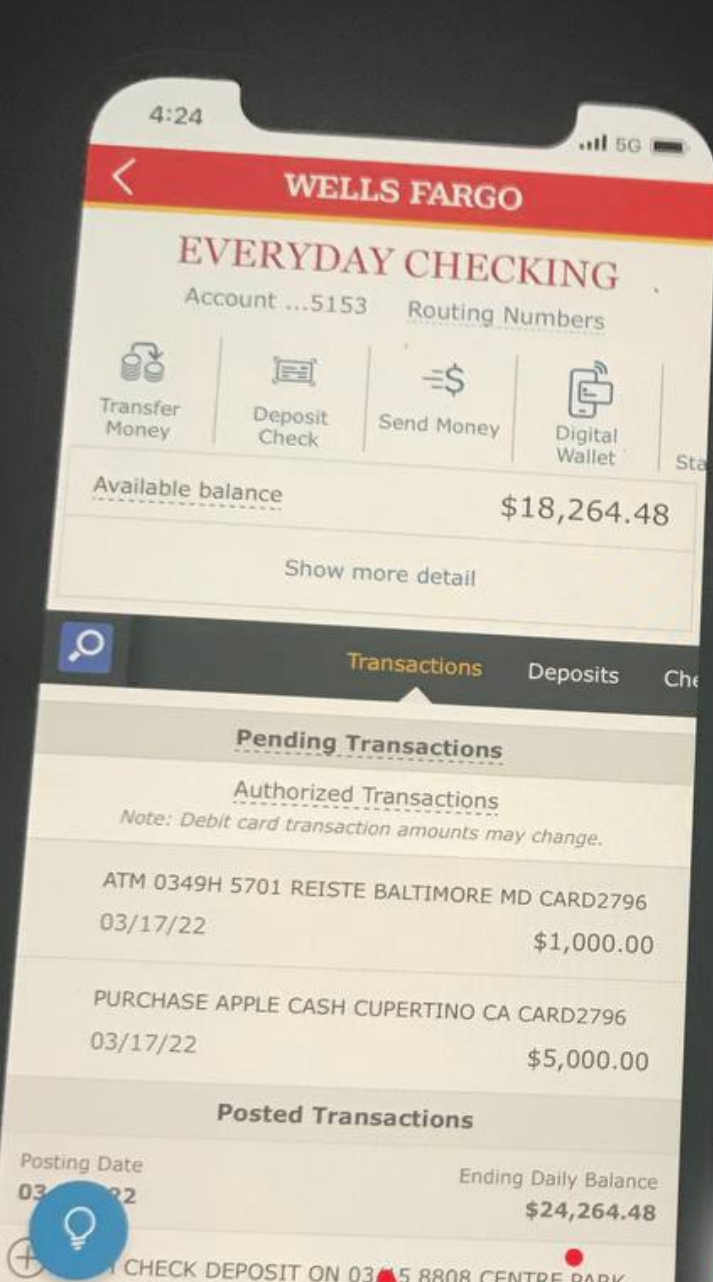 4:24
5G
WELLS FARGO
EVERYDAY CHECKING
Account ...5153 Routing Numbers
Transfer Money
Deposit Check
Send Money
Digital Wallet
Sta
Available balance $18,264.48
Show more detail
Transactions Deposits Che
Pending Transactions
Authorized Transactions
Note: Debit card transaction amounts may change.
ATM 0349H 5701 REISTE BALTIMORE MD CARD2796
03/17/22 $1,000.00
PURCHASE APPLE CASH CUPERTINO CA CARD2796
03/17/22 $5,000.00
Posted Transactions
Posting Date Ending Daily Balance
03 22 $24,264.48
CHECK DEPOSIT ON 03 15 8808 CENTRE PARK